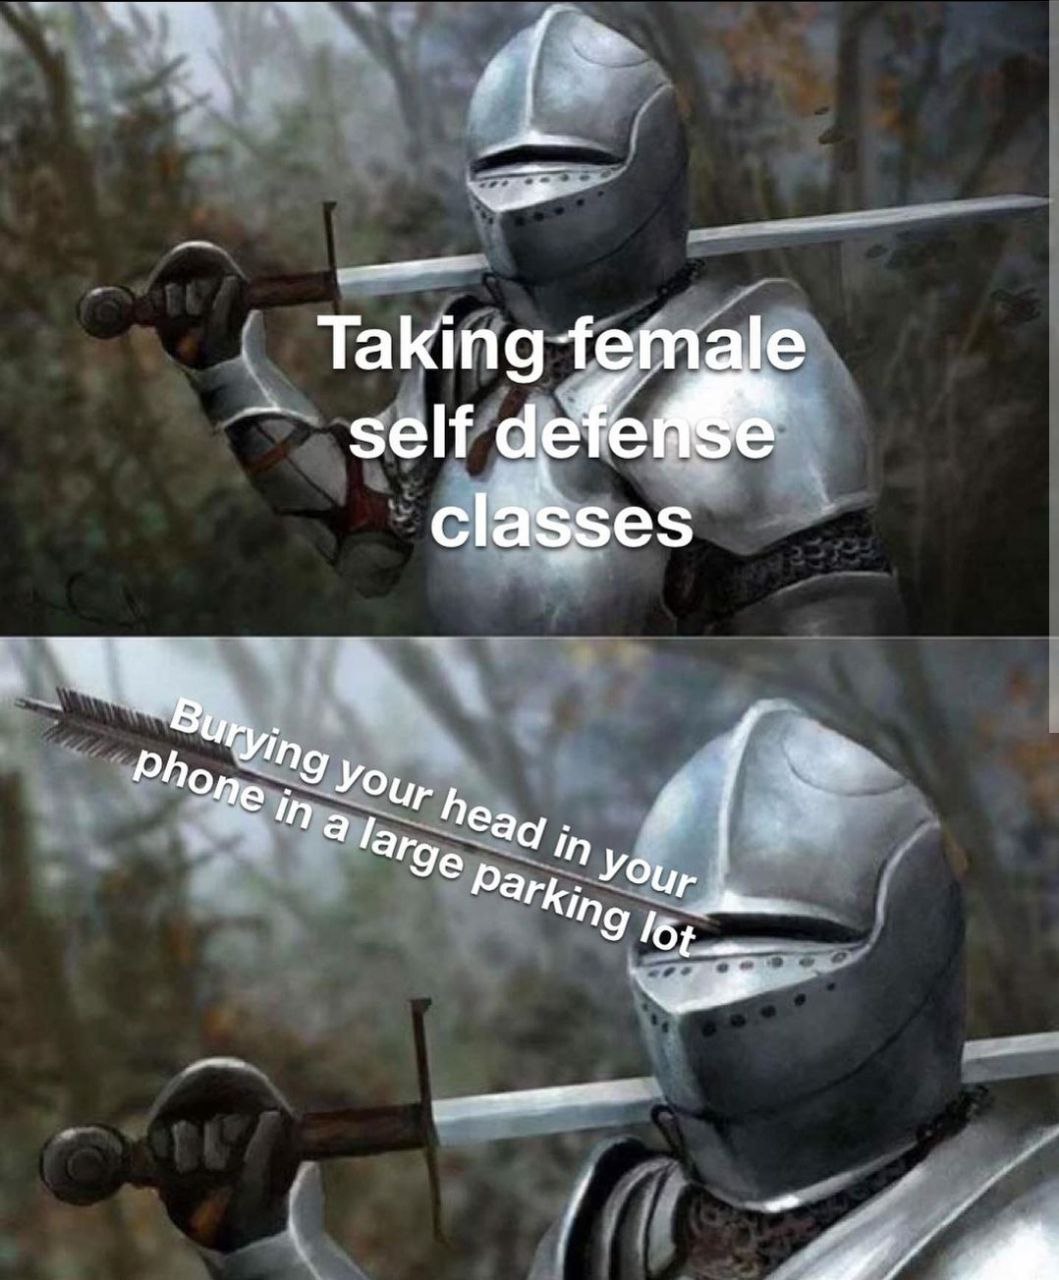 Taking female
self defense
classes
Burying your head in your
phone in a large parking lot